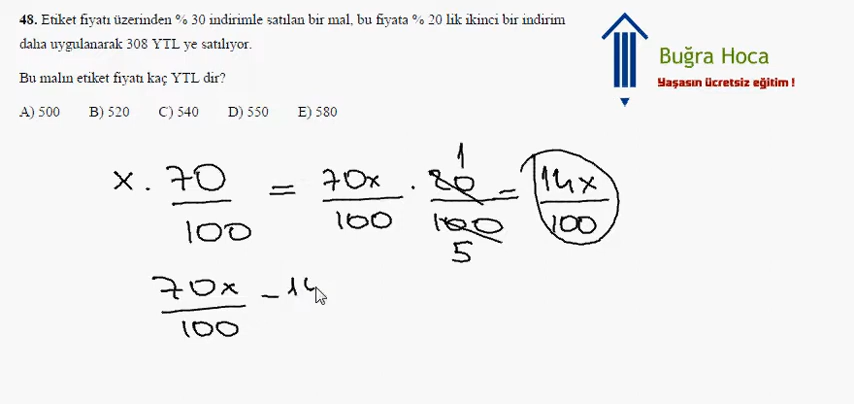 48. Etiket fiyatı üzerinden % 30 indirimle satılan bir mal, bu fiyata % 20 lik ikinci bir indirim
daha uygulanarak 308 YTL ye satılıyor.
Bu malın etiket fiyatı kaç YTL dir?
A) 500 B) 520 C) 540 D) 550 E) 580
Buğra Hoca
Yaşasın ücretsiz eğitim !
x . 70/100 = 70x/100 . 20/100 = 14x/100
1
5
70x/100 - 14